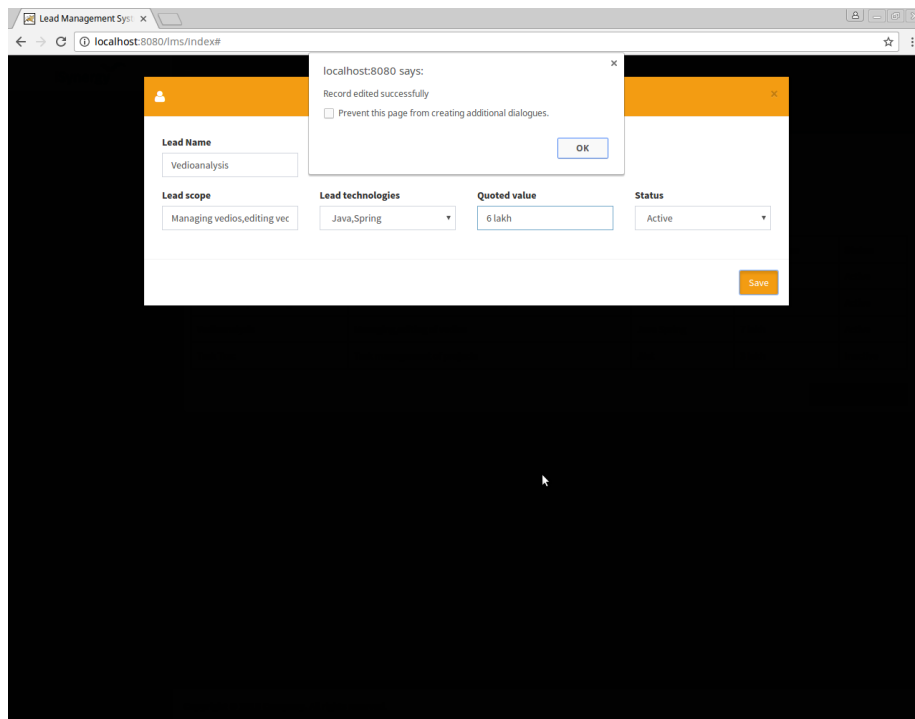 Lead Management Syst
localhost:8080/lms/index#
localhost:8080 says:
Record edited successfully
Prevent this page from creating additional dialogues.
OK
Lead Name
Vedioanalysis
Lead scope
Lead technologies
Quoted value
Status
Managing vedios,editing vec
Java,Spring
6 lakh
Active
Save